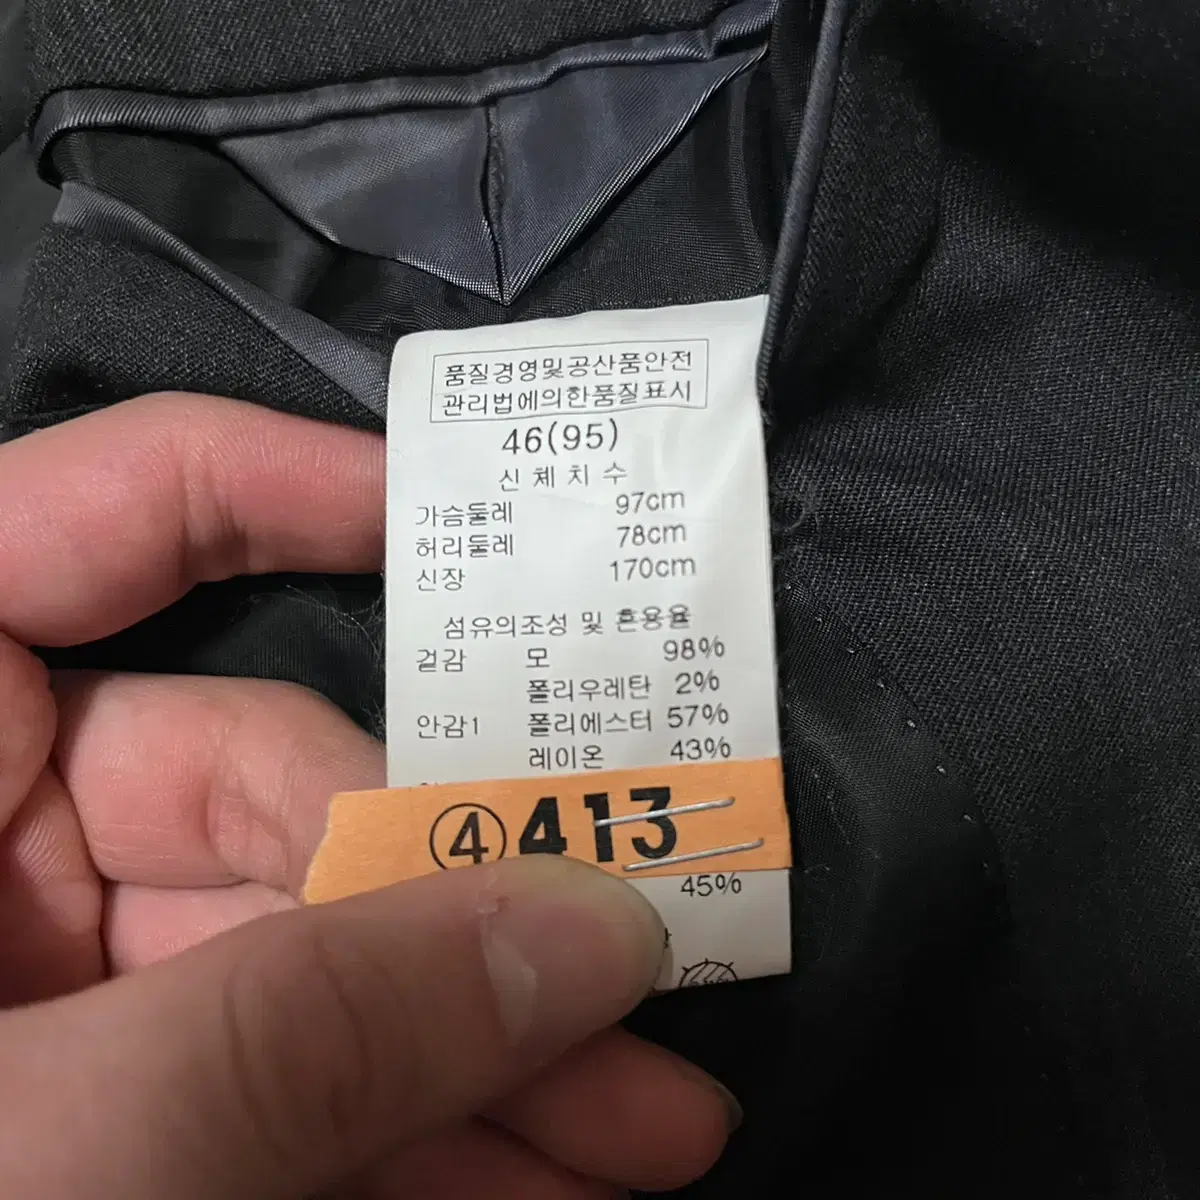 품질경영및공산품안전
관리법에의한품질표시
46(95)
신체치수
가슴둘레 97cm
허리둘레 78cm
신장 170cm
섬유의조성 및 혼용율
겉감 모 98%
폴리우레탄 2%
안감1 폴리에스터 57%
레이온 43%
④413
45%